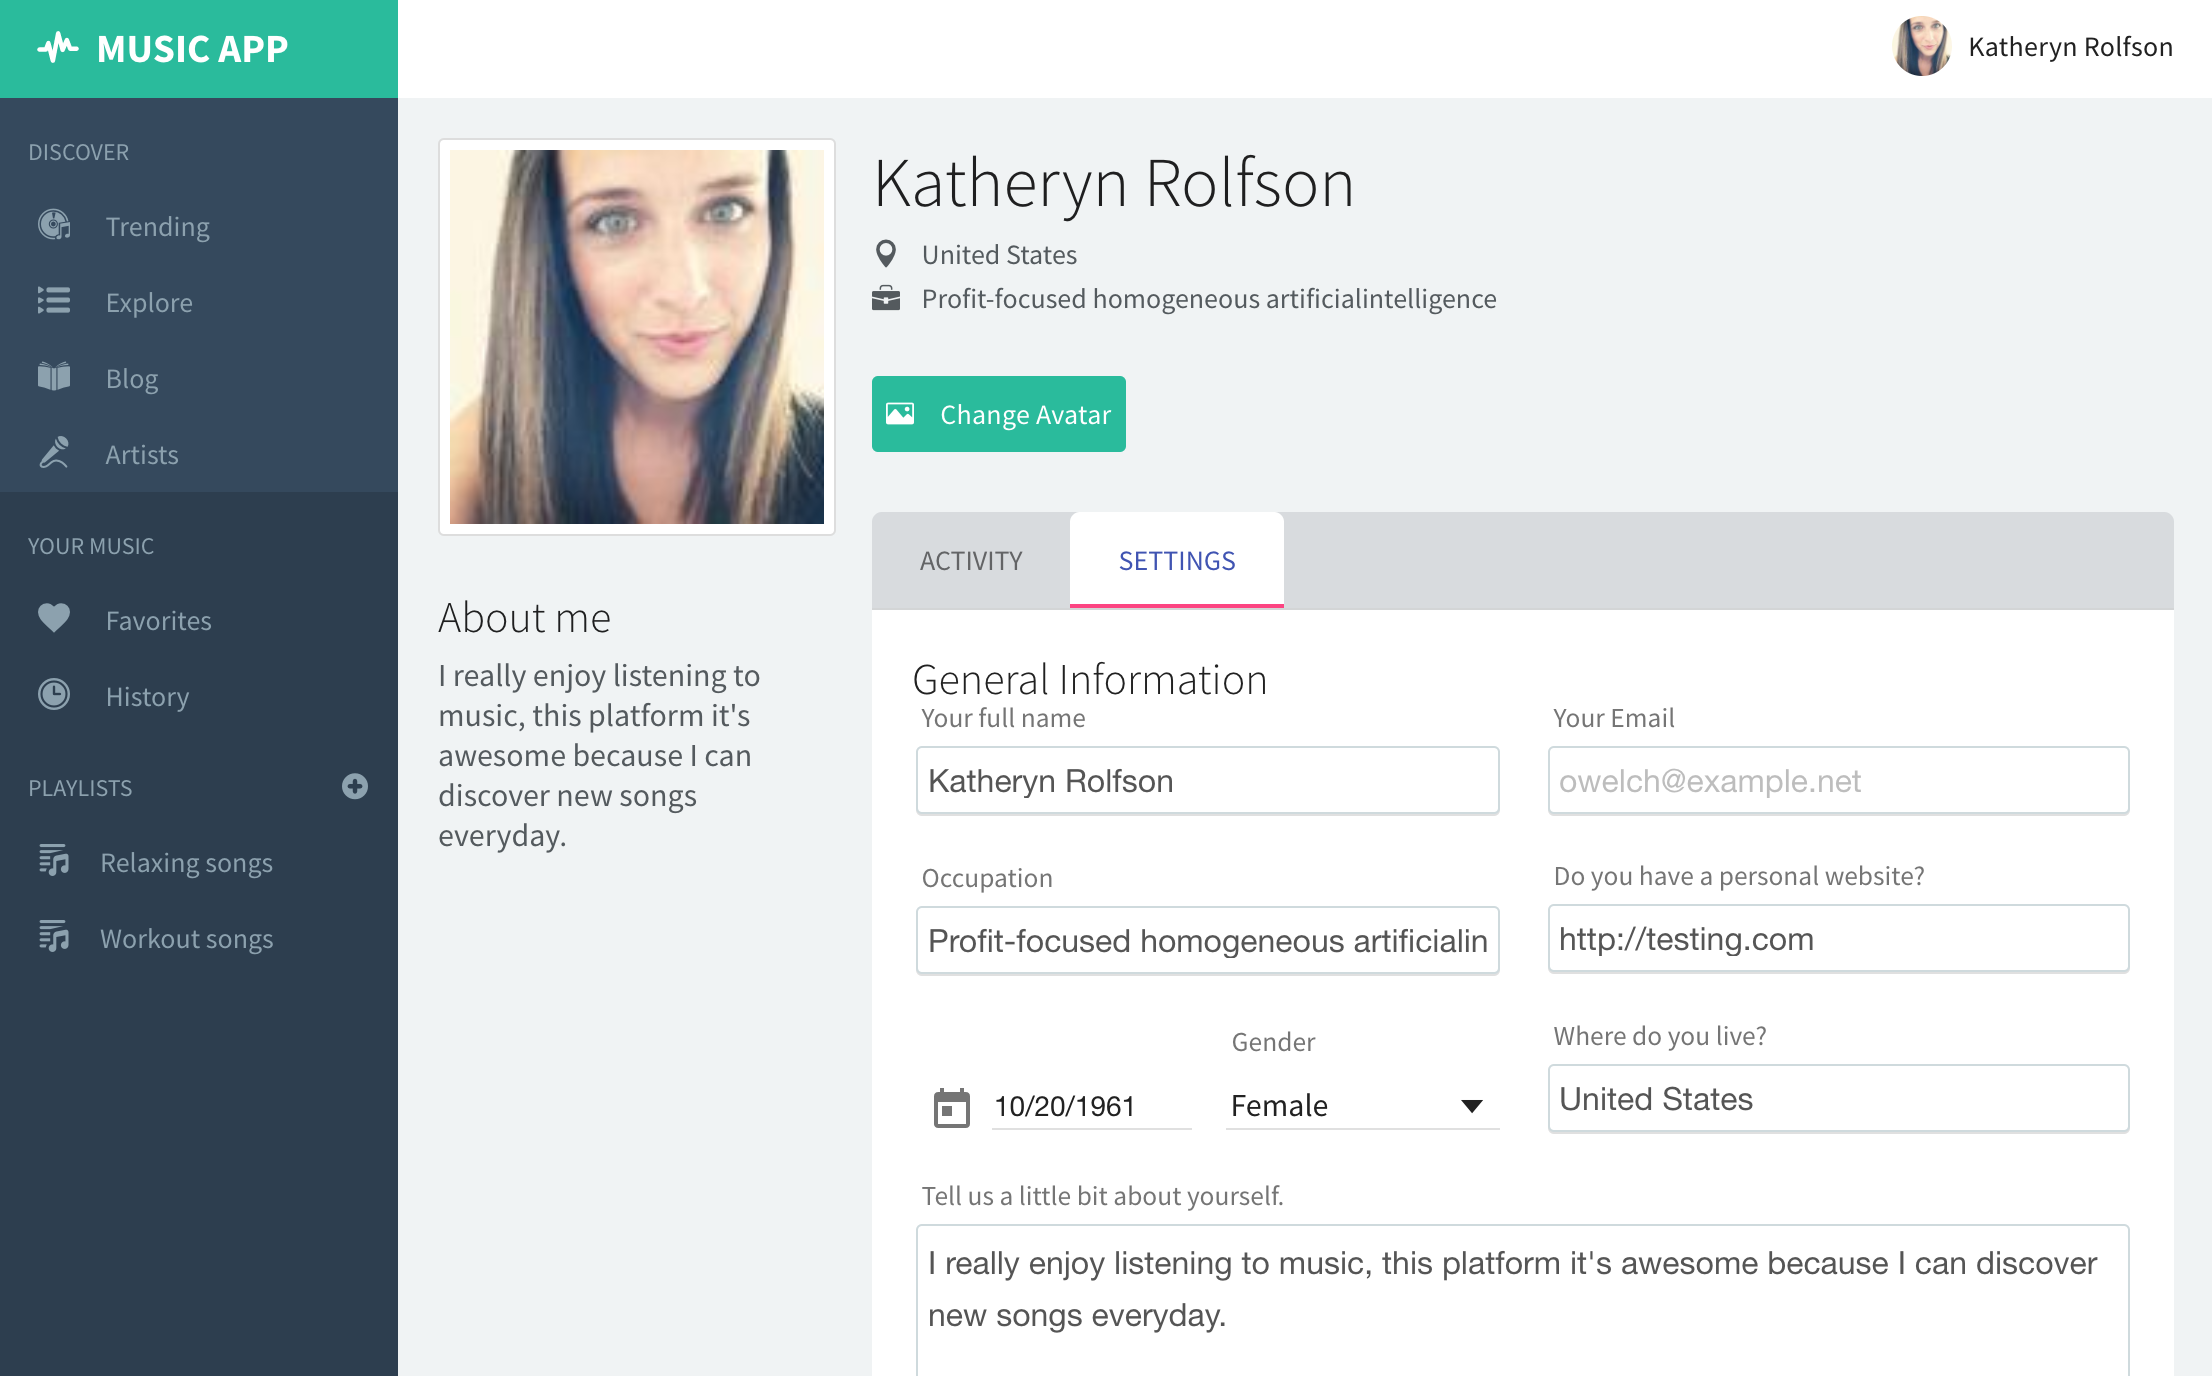 MUSIC APP
Katheryn Rolfson
DISCOVER
Trending
Explore
Blog
Artists
YOUR MUSIC
Favorites
History
PLAYLISTS
Relaxing songs
Workout songs
Katheryn Rolfson
United States
Profit-focused homogeneous artificialintelligence
Change Avatar
About me
I really enjoy listening to
music, this platform it's
awesome because I can
discover new songs
everyday.
ACTIVITY
SETTINGS
General Information
Your full name
Katheryn Rolfson
Your Email
owelch@example.net
Occupation
Profit-focused homogeneous artificialin
Do you have a personal website?
http://testing.com
10/20/1961
Gender
Female
Where do you live?
United States
Tell us a little bit about yourself.
I really enjoy listening to music, this platform it's awesome because I can discover
new songs everyday.